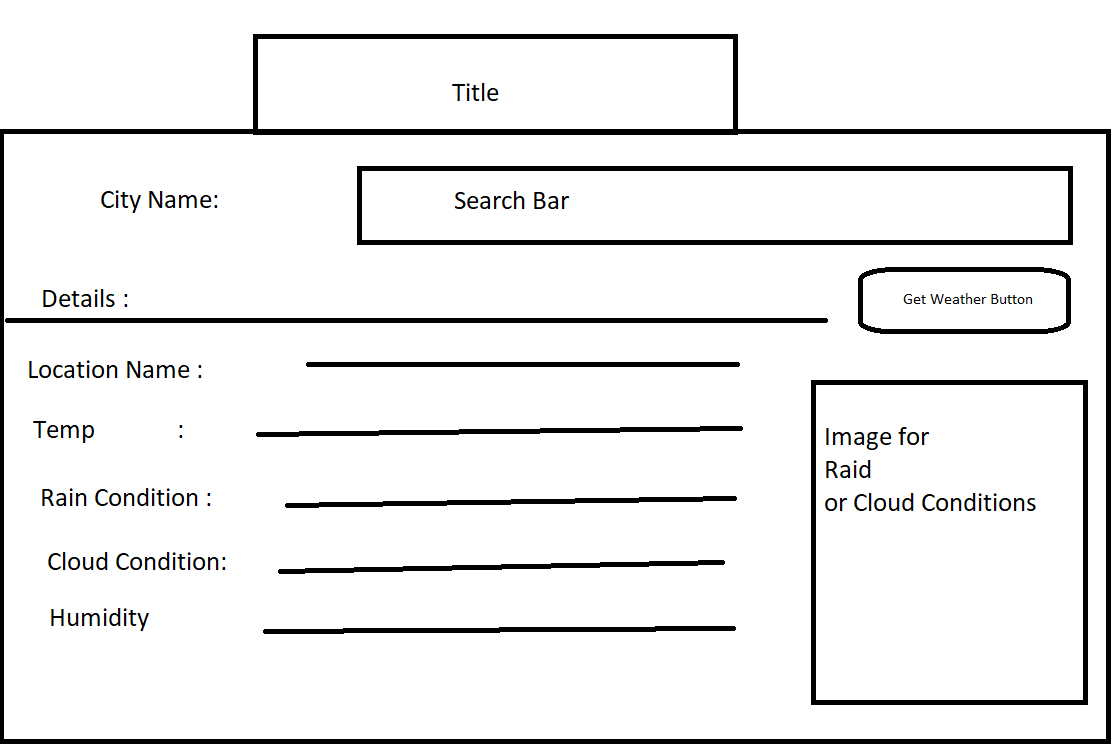 Title
City Name:
Search Bar
Details :
Get Weather Button
Location Name :
Temp :
Rain Condition :
Cloud Condition:
Humidity
Image for
Raid
or Cloud Conditions